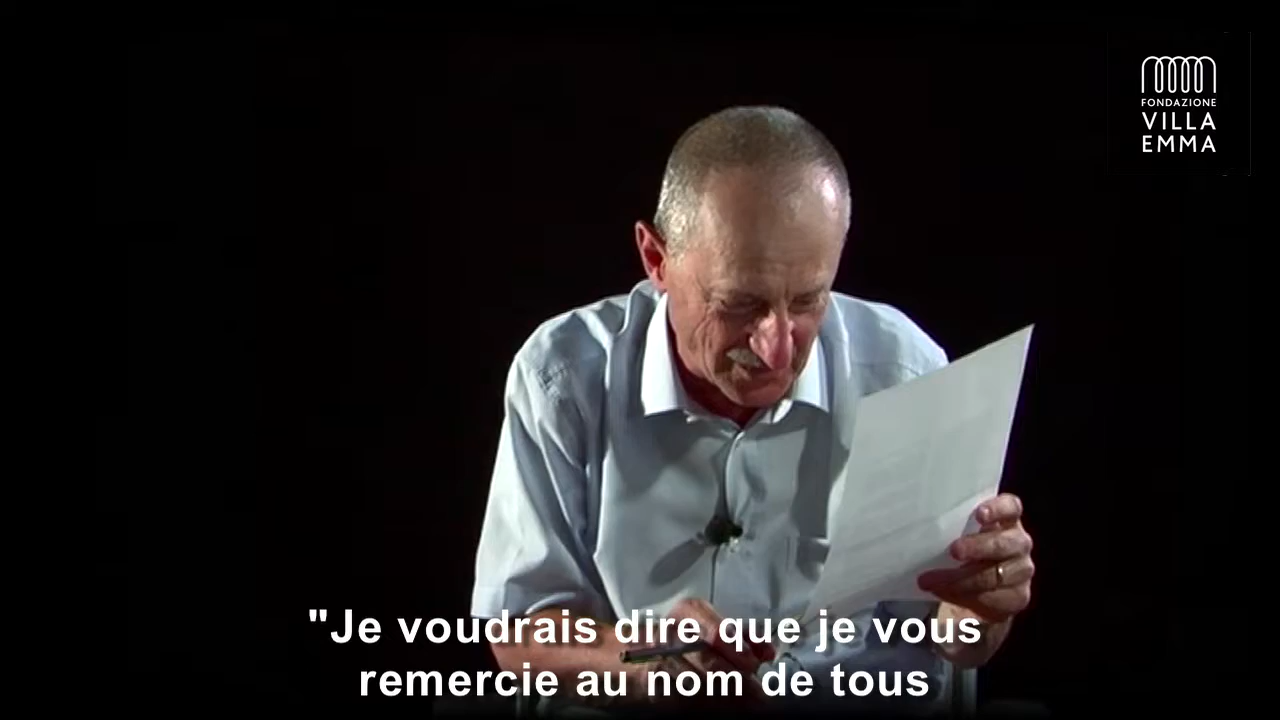 FONDAZIONE
VILLA
EMMA
"Je voudrais dire que je vous
remercie au nom de tous